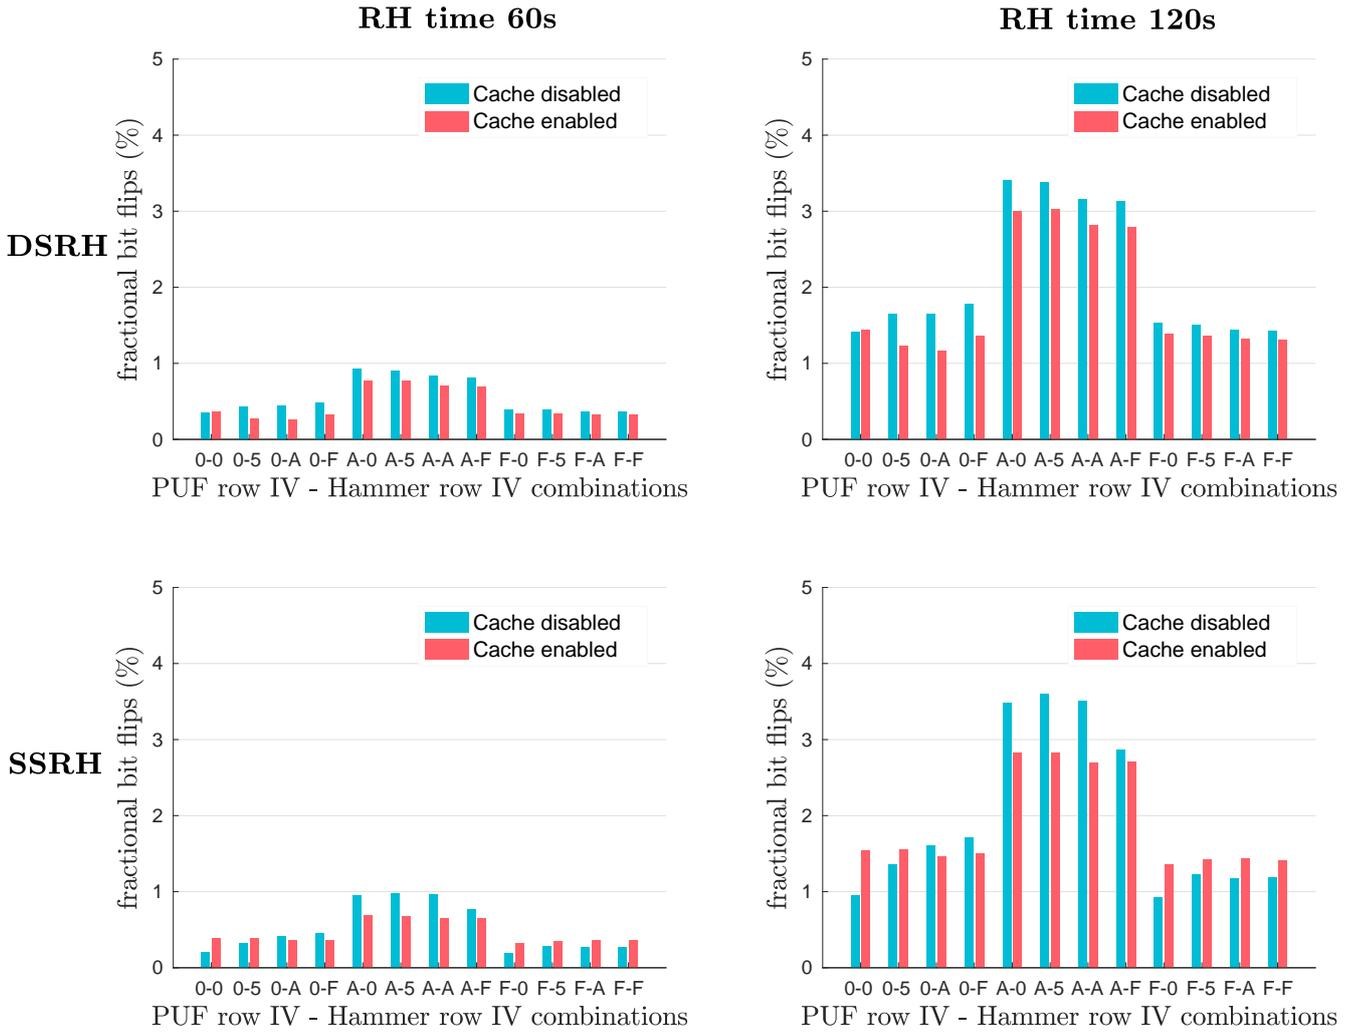 RH time 60s
RH time 120s
DSRH
fractional bit flips (%)
5
4
3
2
1
0
Cache disabled
Cache enabled
0-0 0-5 0-A 0-F A-0 A-5 A-A A-F F-0 F-5 F-A F-F
PUF row IV - Hammer row IV combinations
fractional bit flips (%)
5
4
3
2
1
0
Cache disabled
Cache enabled
0-0 0-5 0-A 0-F A-0 A-5 A-A A-F F-0 F-5 F-A F-F
PUF row IV - Hammer row IV combinations
SSRH
fractional bit flips (%)
5
4
3
2
1
0
Cache disabled
Cache enabled
0-0 0-5 0-A 0-F A-0 A-5 A-A A-F F-0 F-5 F-A F-F
PUF row IV - Hammer row IV combinations
fractional bit flips (%)
5
4
3
2
1
0
Cache disabled
Cache enabled
0-0 0-5 0-A 0-F A-0 A-5 A-A A-F F-0 F-5 F-A F-F
PUF row IV - Hammer row IV combinations